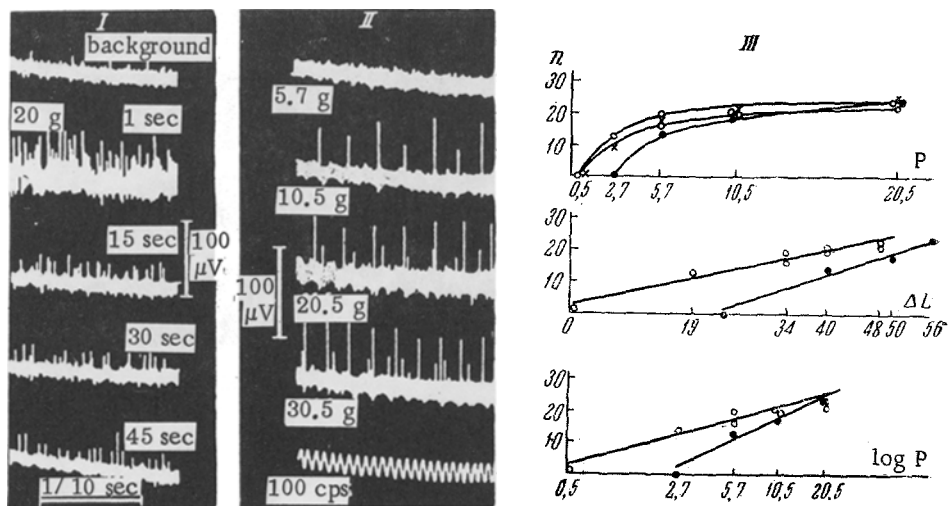 I
background
20 g
1 sec
15 sec
100
μV
30 sec
45 sec
1/10 sec
II
5.7 g
10.5 g
100
μV
20.5 g
30.5 g
100 cps
III
n
30
20
10
P
0,5 2,7 5,7 10,5 20,5
30
20
10
ΔL
0 19 34 40 48 50 56
30
20
10
log P
0,5 2,7 5,7 10,5 20.5